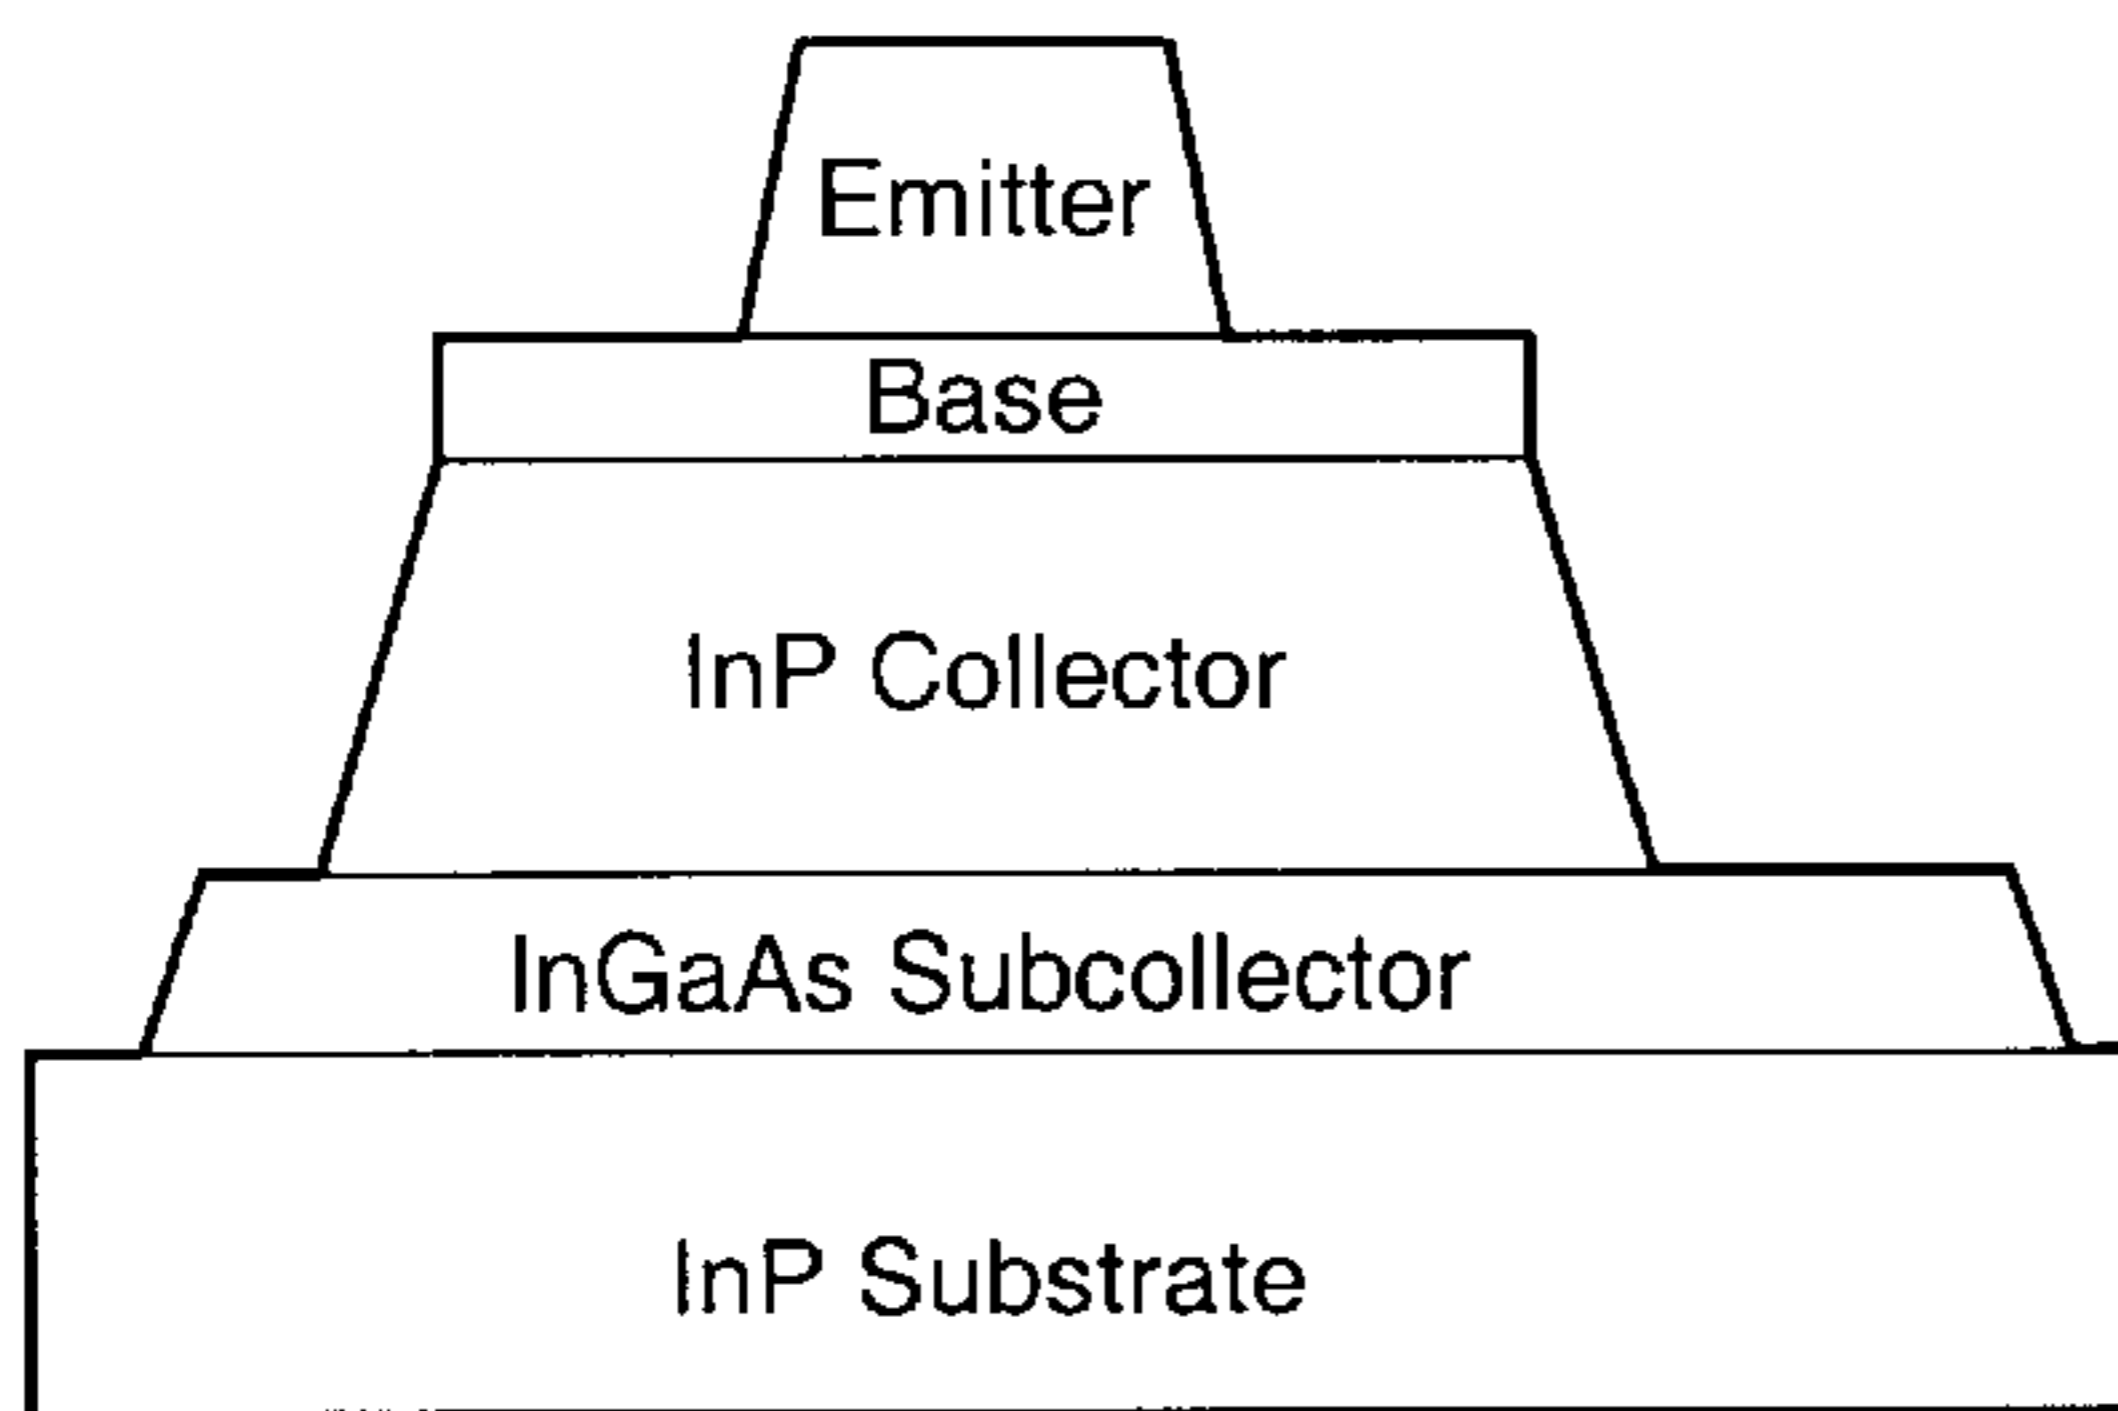 Emitter
Base
InP Collector
InGaAs Subcollector
InP Substrate